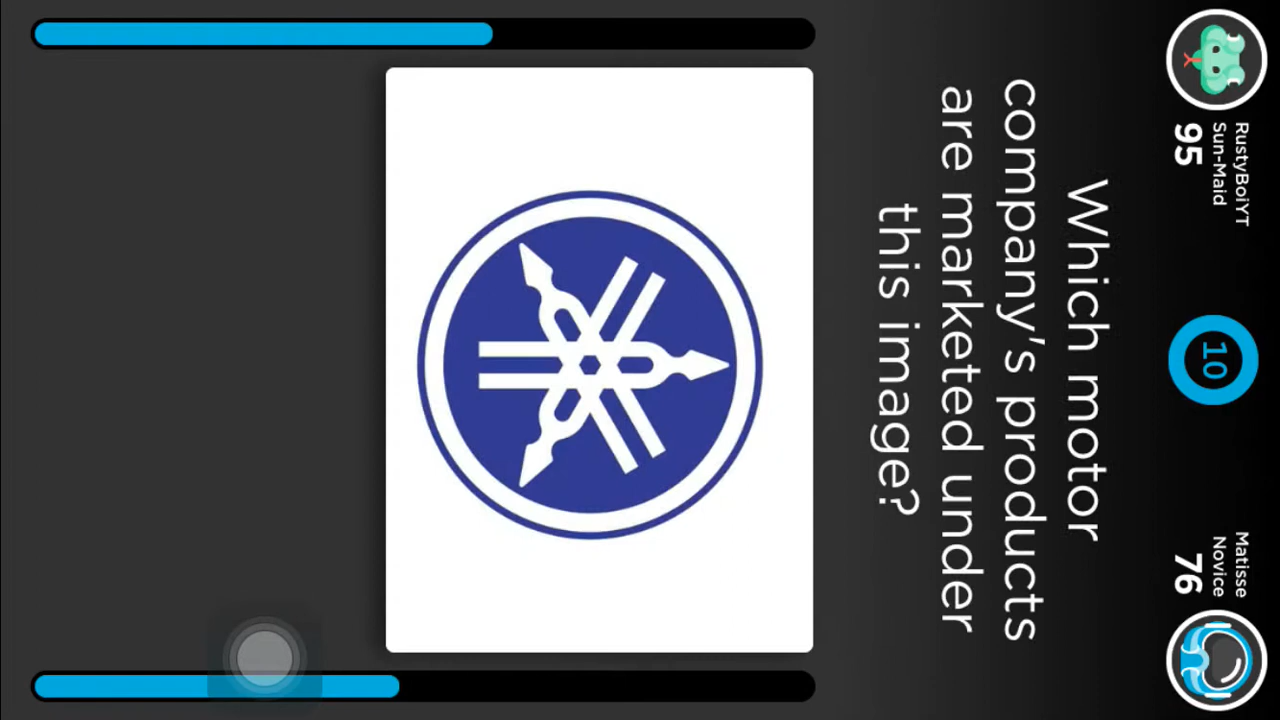 RustyBoiYT
Sun-Maid
95
10
Matisse
Novice
76
Which motor
company's products
are marketed under
this image?